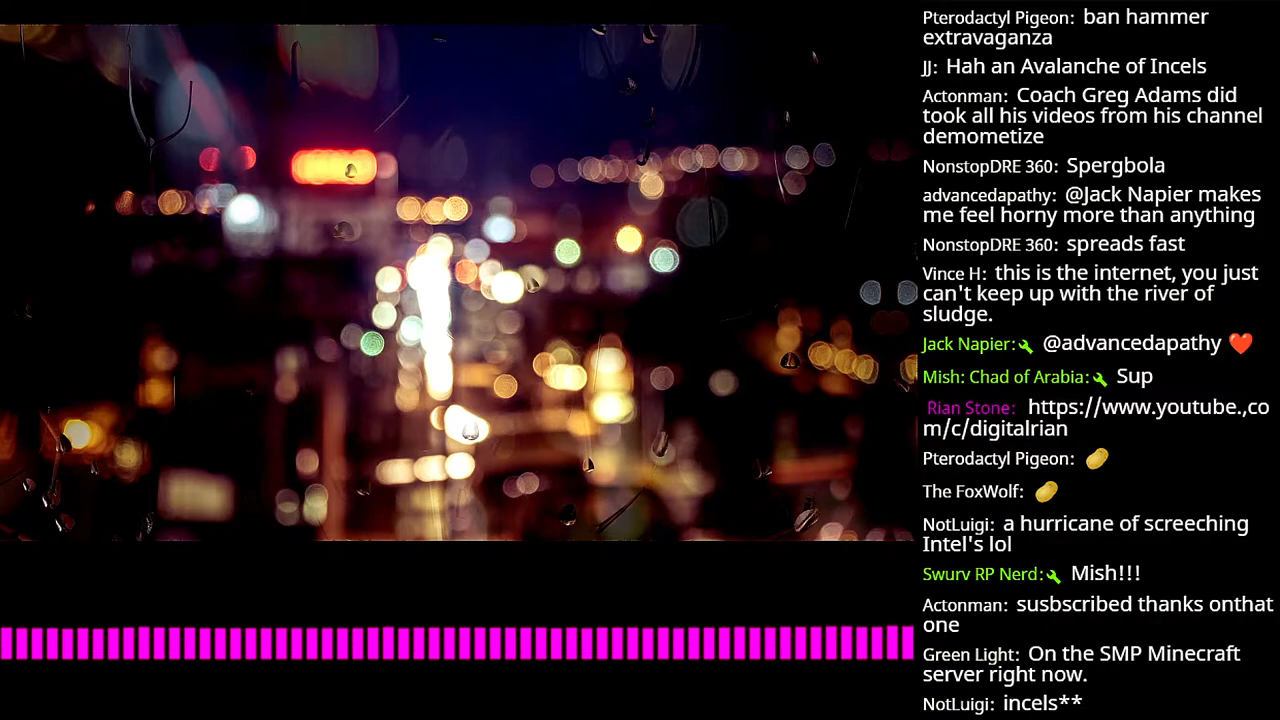 Pterodactyl Pigeon: ban hammer
extravaganza
JJ: Hah an Avalanche of Incels
Actonman: Coach Greg Adams did
took all his videos from his channel
demometize
NonstopDRE 360: Spergbola
advancedapathy: @Jack Napier makes
me feel horny more than anything
NonstopDRE 360: spreads fast
Vince H: this is the internet, you just
can't keep up with the river of
sludge.
Jack Napier: @advancedapathy ❤️
Mish: Chad of Arabia: Sup
Rian Stone: https://www.youtube.,co
m/c/digitalrian
Pterodactyl Pigeon: 🥔
The FoxWolf: 🥔
NotLuigi: a hurricane of screeching
Intel's lol
Swurv RP Nerd: Mish!!!
Actonman: susbscribed thanks onthat
one
Green Light: On the SMP Minecraft
server right now.
NotLuigi: incels**